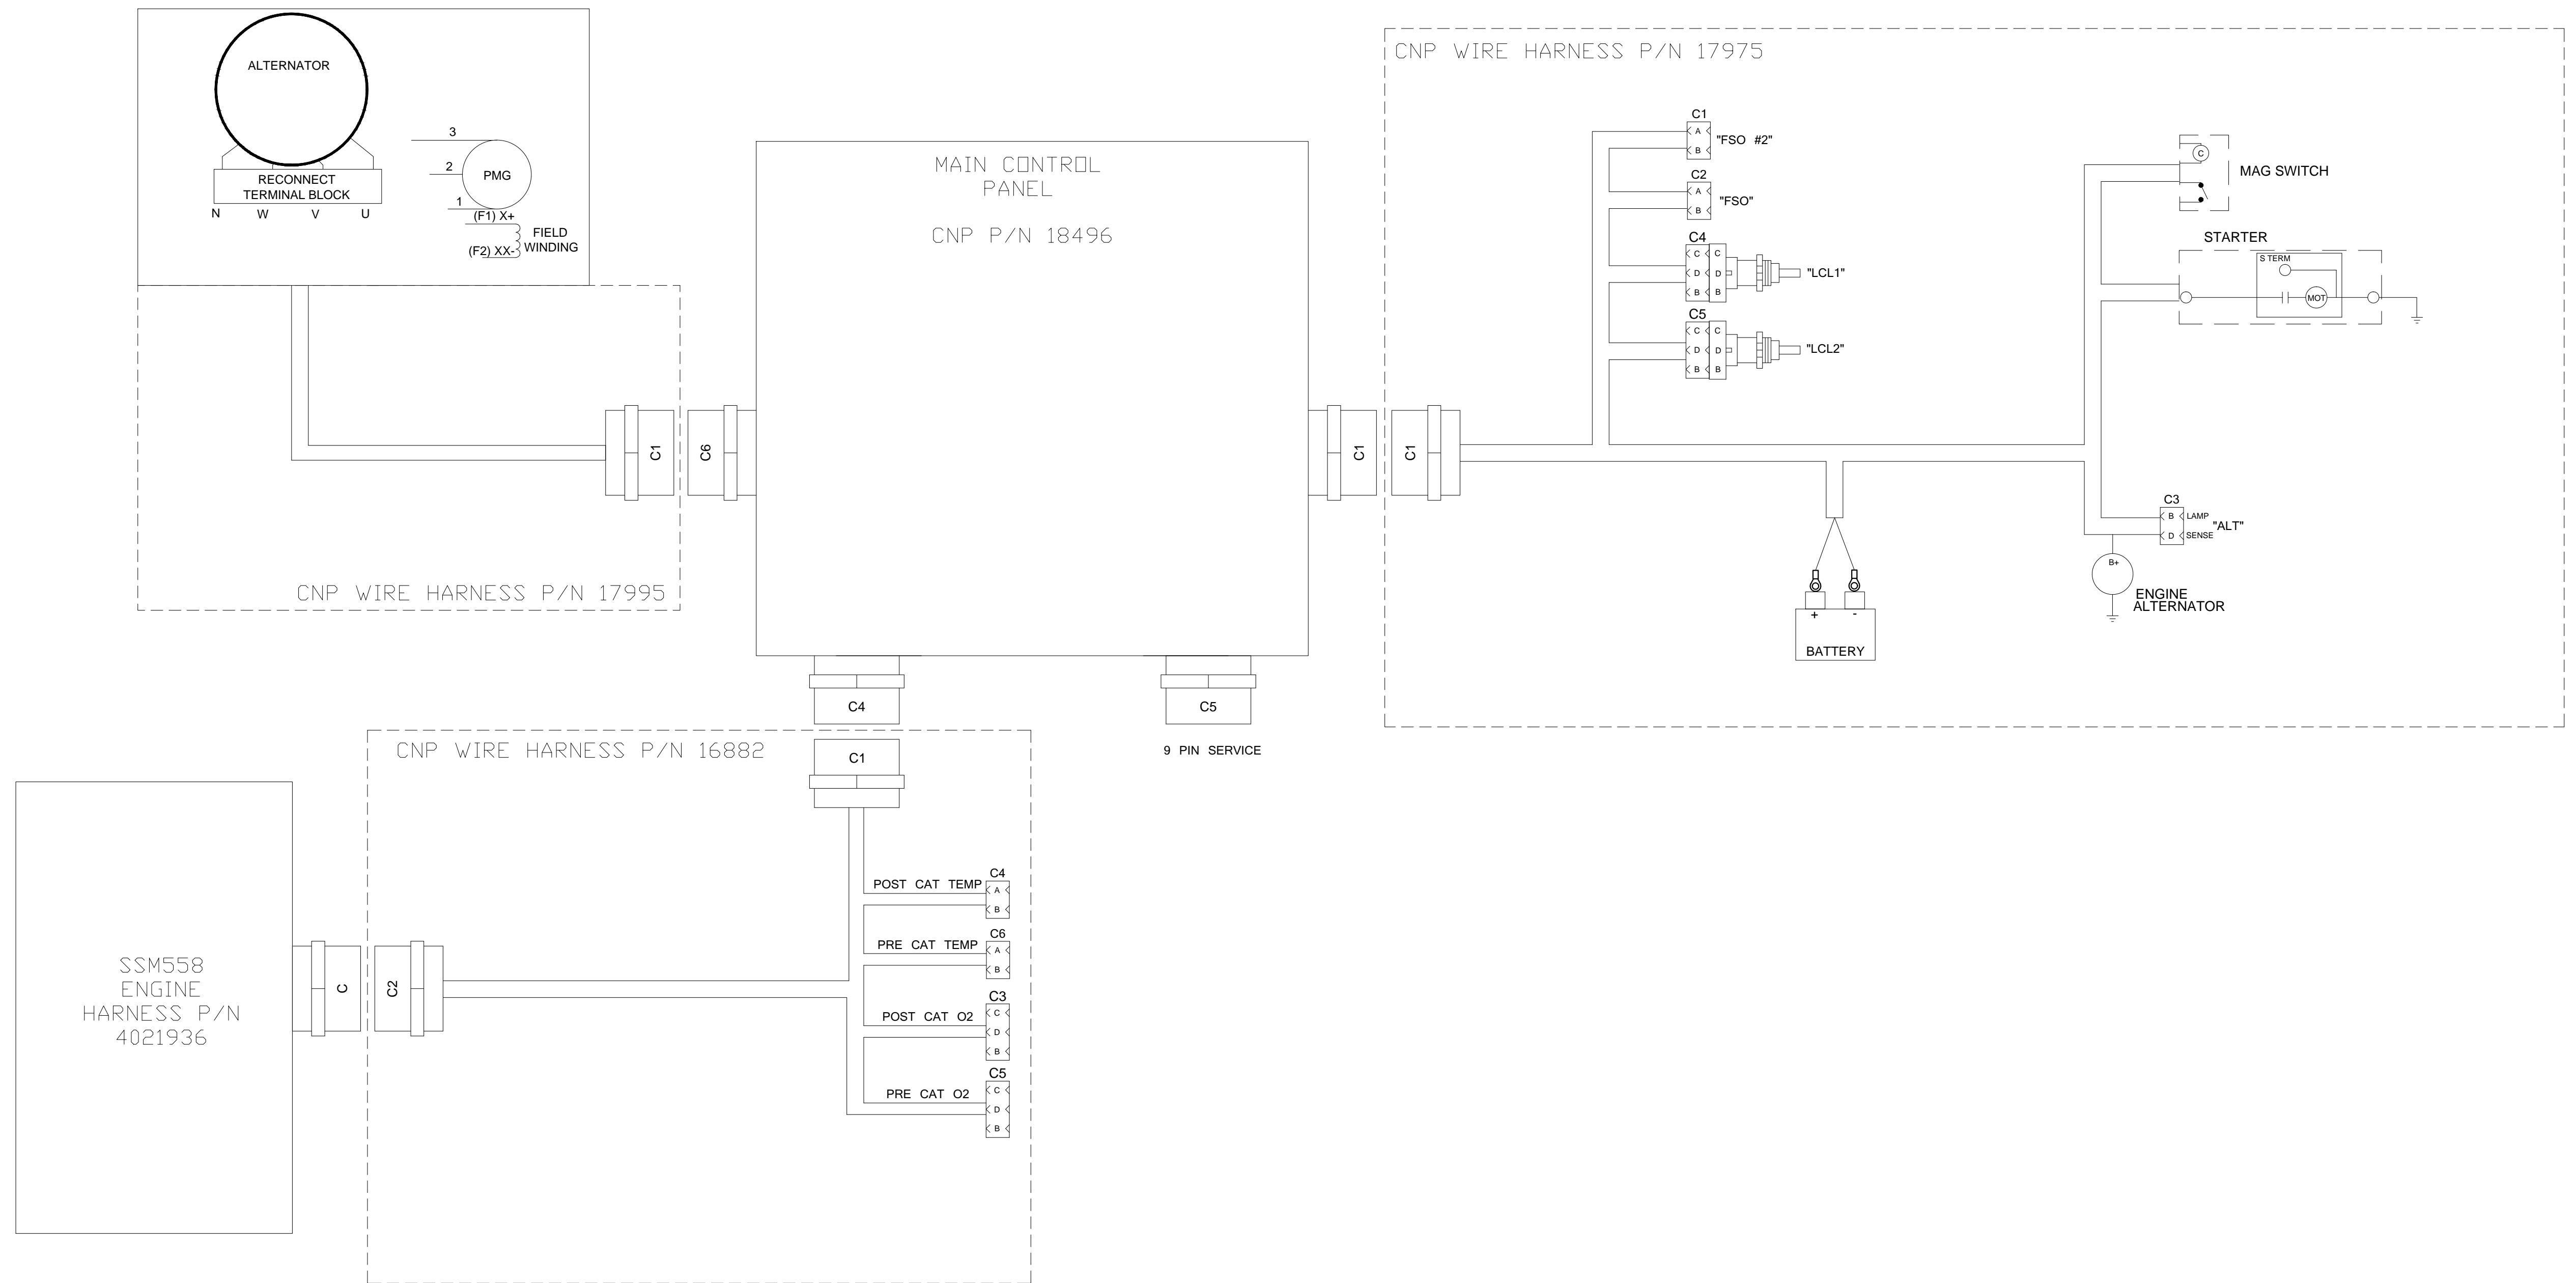 ALTERNATOR
RECONNECT
TERMINAL BLOCK
N W V U
3
2
1
PMG
(F1) X+
(F2) XX-
FIELD
WINDING
C1
CNP WIRE HARNESS P/N 17995
C6
MAIN CONTROL
PANEL
CNP P/N 18496
C1
C4
C5
9 PIN SERVICE
CNP WIRE HARNESS P/N 17975
C1
C1
A
B
"FSO #2"
C2
A
B
"FSO"
C4
C C
D D
B B
"LCL1"
C5
C C
D D
B B
"LCL2"
C
MAG SWITCH
STARTER
S TERM
MOT
C3
B LAMP
D SENSE
"ALT"
B+
ENGINE
ALTERNATOR
+ -
BATTERY
CNP WIRE HARNESS P/N 16882
C1
POST CAT TEMP
C4
A
B
PRE CAT TEMP
C6
A
B
POST CAT O2
C3
C
D
B
PRE CAT O2
C5
C
D
B
C2
C
SSM558
ENGINE
HARNESS P/N
4021936